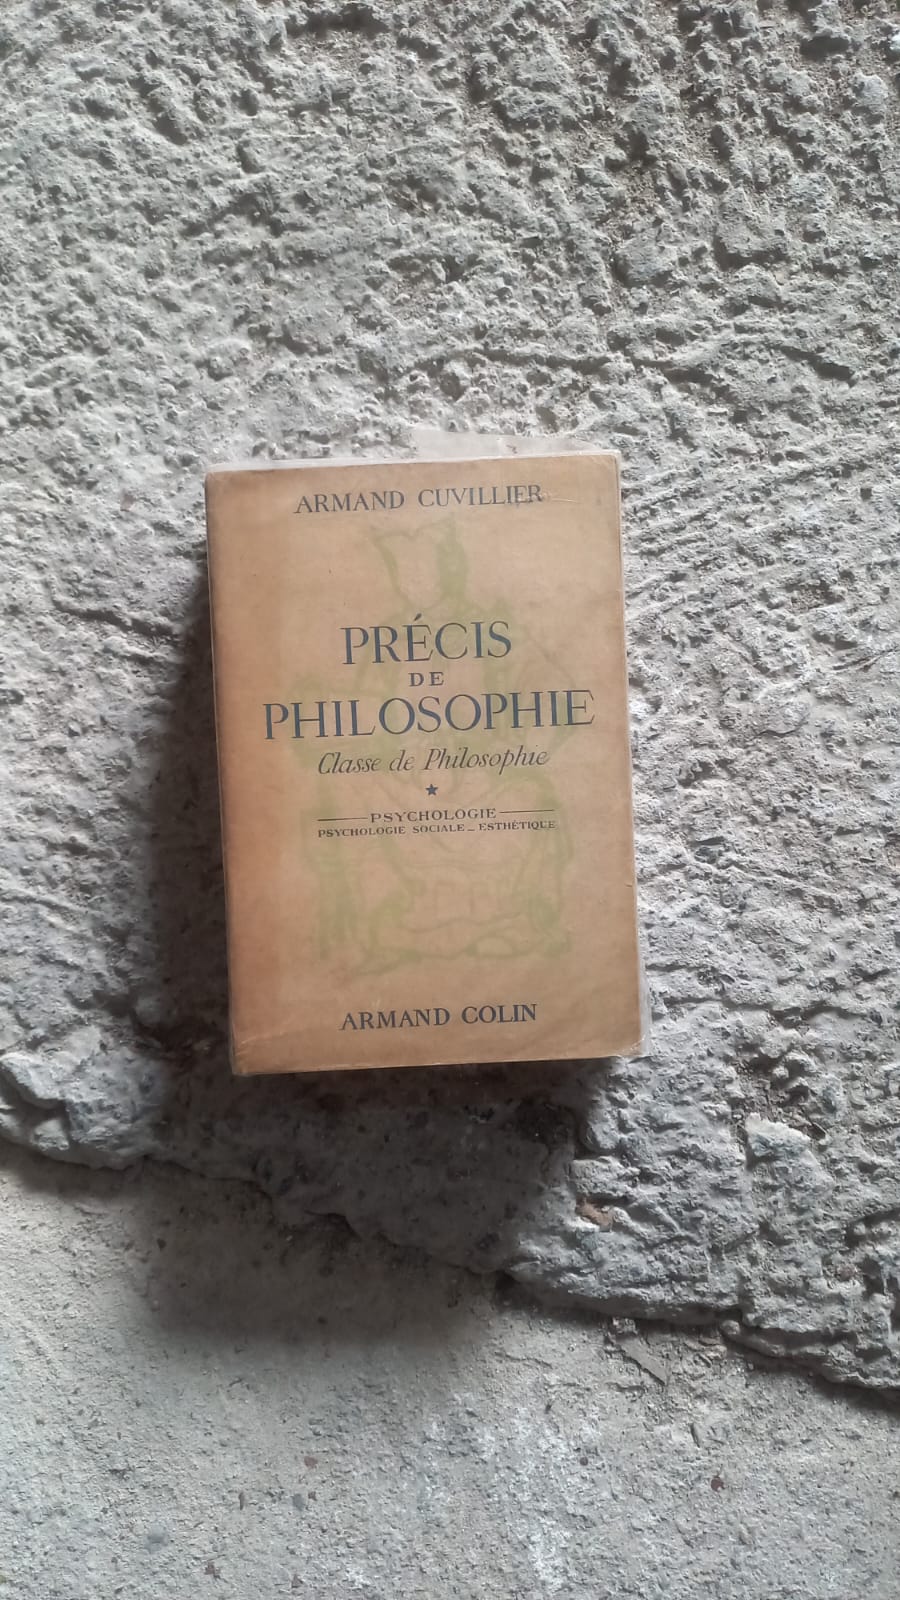 ARMAND CUVILLIER
PRÉCIS
DE
PHILOSOPHIE
Classe de Philosophie
★
PSYCHOLOGIE
PSYCHOLOGIE SOCIALE _ ESTHÉTIQUE
ARMAND COLIN